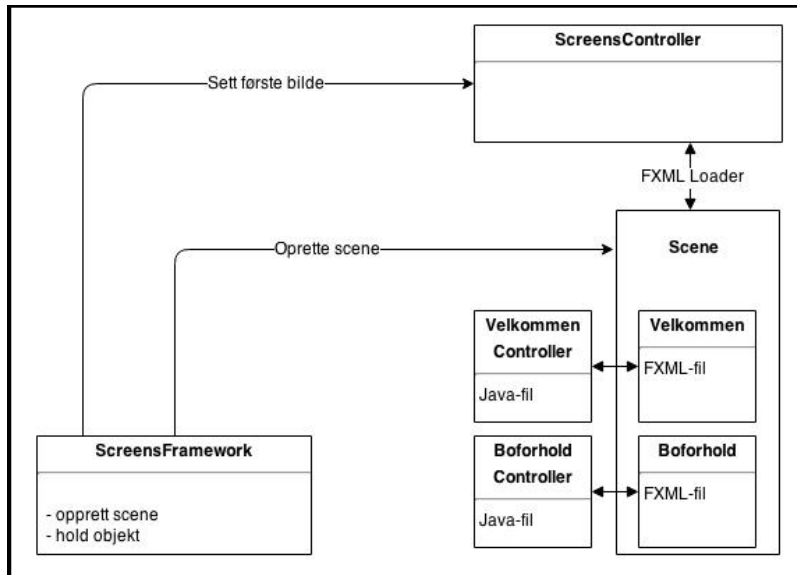 ScreensController
Sett første bilde
FXML Loader
Oprette scene
Scene
Velkommen
Controller
Java-fil
Velkommen
FXML-fil
ScreensFramework
- opprett scene
- hold objekt
Boforhold
Controller
Java-fil
Boforhold
FXML-fil